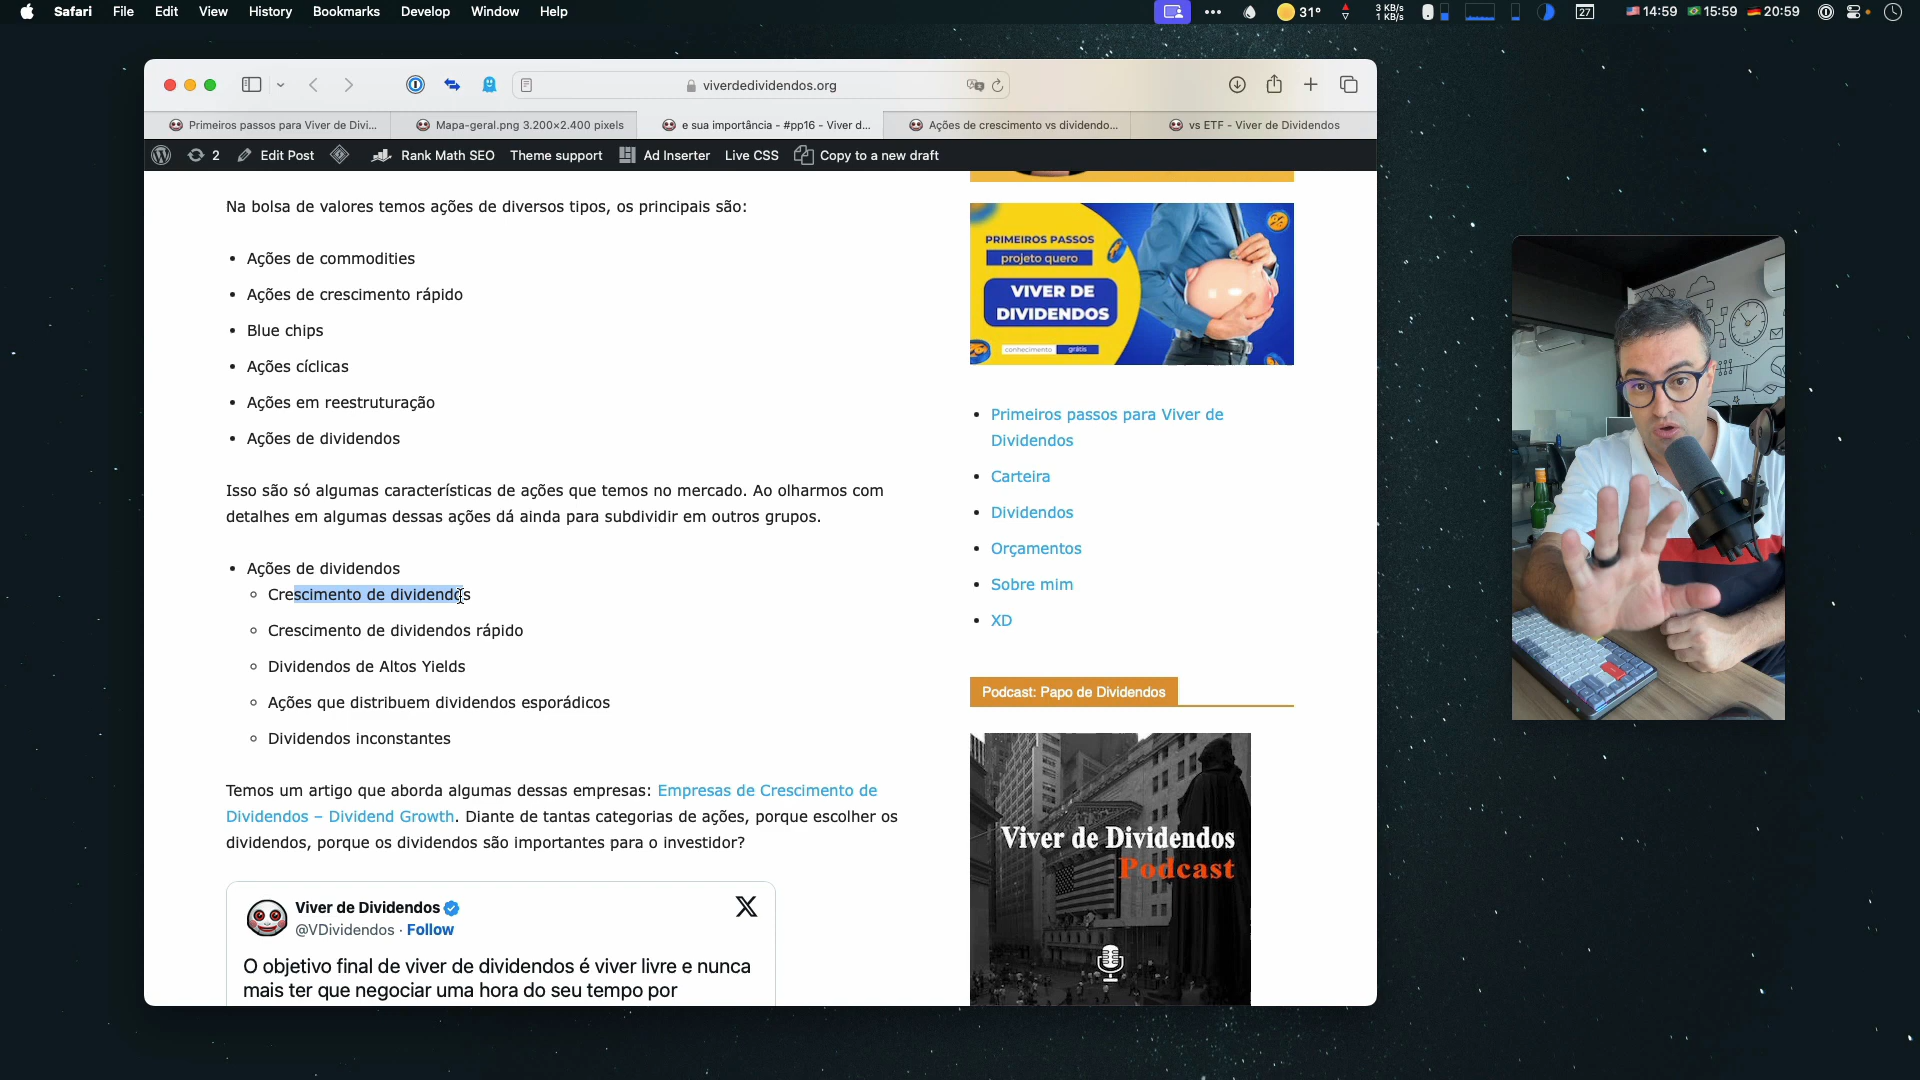 Safari File Edit View History Bookmarks Develop Window Help
31° 3 KB/s 1 KB/s 27 14:59 15:59 20:59
viverdedividendos.org
Primeiros passos para Viver de Divi...
Mapa-geral.png 3.200×2.400 pixels
e sua importância - #pp16 - Viver d...
Ações de crescimento vs dividendo...
vs ETF - Viver de Dividendos
2 Edit Post Rank Math SEO Theme support Ad Inserter Live CSS Copy to a new draft
Na bolsa de valores temos ações de diversos tipos, os principais são:
• Ações de commodities
• Ações de crescimento rápido
• Blue chips
• Ações cíclicas
• Ações em reestruturação
• Ações de dividendos
Isso são só algumas características de ações que temos no mercado. Ao olharmos com
detalhes em algumas dessas ações dá ainda para subdividir em outros grupos.
• Ações de dividendos
◦ Crescimento de dividendos
◦ Crescimento de dividendos rápido
◦ Dividendos de Altos Yields
◦ Ações que distribuem dividendos esporádicos
◦ Dividendos inconstantes
Temos um artigo que aborda algumas dessas empresas: Empresas de Crescimento de
Dividendos – Dividend Growth. Diante de tantas categorias de ações, porque escolher os
dividendos, porque os dividendos são importantes para o investidor?
Viver de Dividendos
@VDividendos · Follow
O objetivo final de viver de dividendos é viver livre e nunca
mais ter que negociar uma hora do seu tempo por
PRIMEIROS PASSOS
projeto quero
VIVER DE
DIVIDENDOS
conhecimento grátis
• Primeiros passos para Viver de
Dividendos
• Carteira
• Dividendos
• Orçamentos
• Sobre mim
• XD
Podcast: Papo de Dividendos
Viver de Dividendos
Podcast